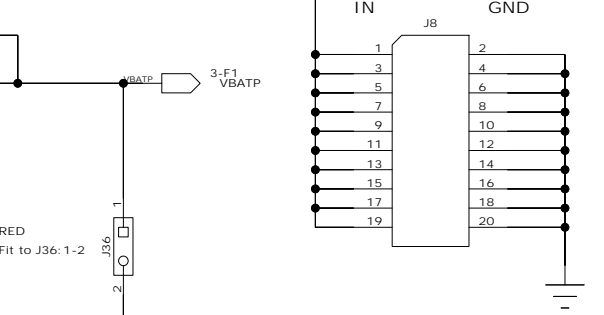 IN GND
J8
1 2
3 4
5 6
7 8
9 10
11 12
13 14
15 16
17 18
19 20
VBATP
3-F1
VBATP
1
J36
2
RED
Fit to J36:1-2